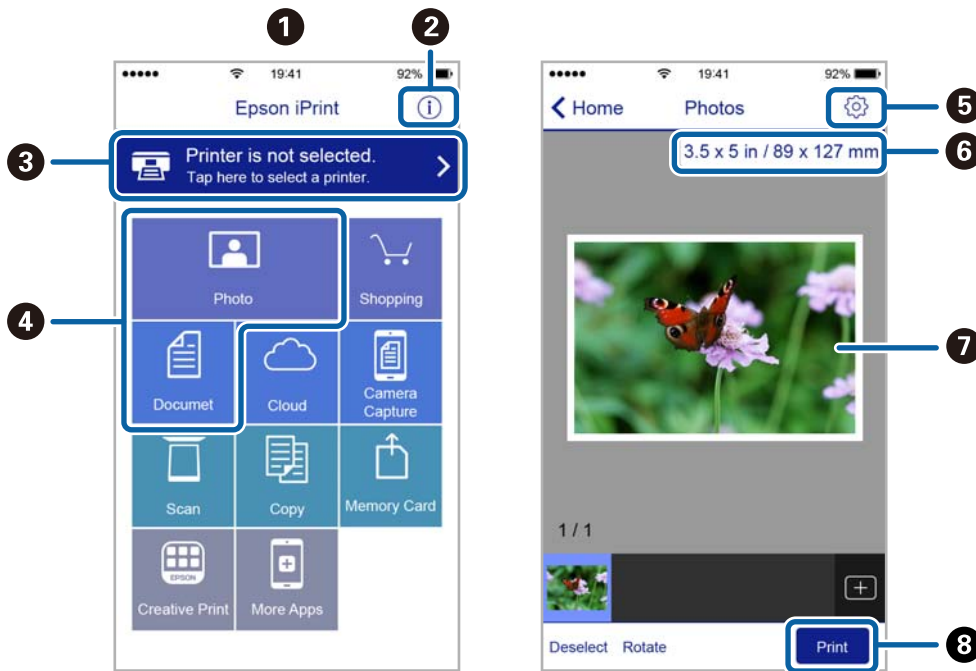 1
2
19:41
92%
Epson iPrint
3
Printer is not selected.
Tap here to select a printer.
4
Photo
Shopping
Documet
Cloud
Camera
Capture
Scan
Copy
Memory Card
EPSON
Creative Print
More Apps
19:41
92%
Home
Photos
5
3.5 x 5 in / 89 x 127 mm
6
7
1 / 1
Deselect
Rotate
Print
8